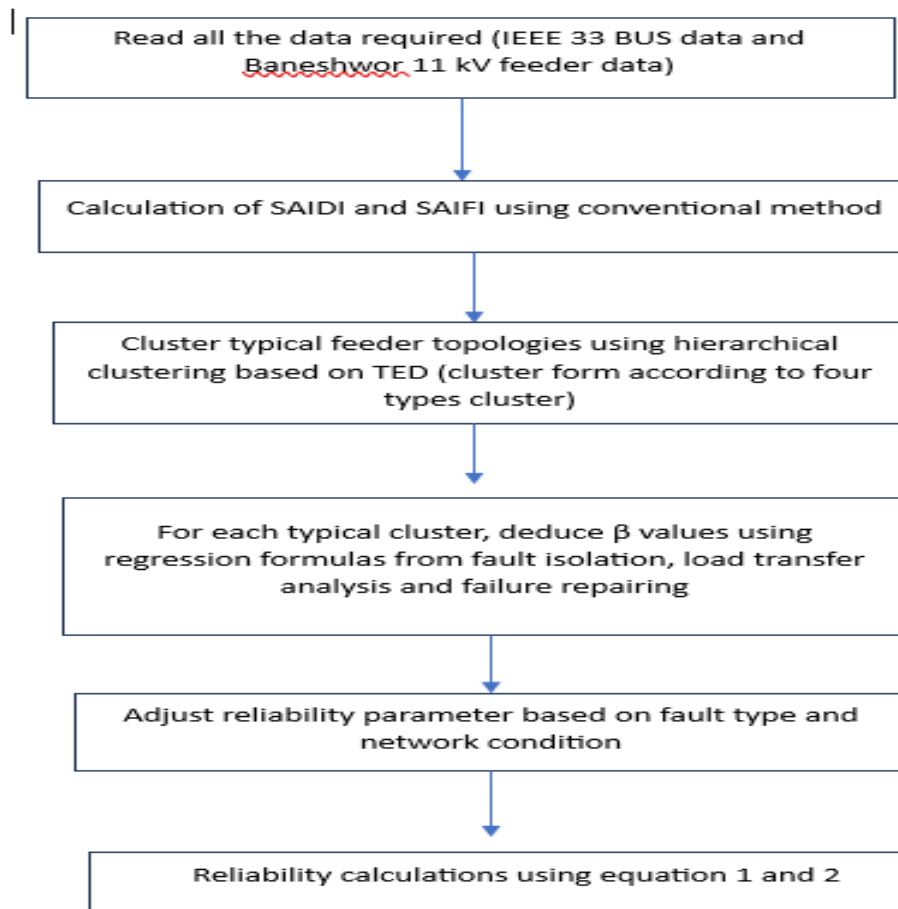 Read all the data required (IEEE 33 BUS data and
Baneshwor 11 kV feeder data)
Calculation of SAIDI and SAIFI using conventional method
Cluster typical feeder topologies using hierarchical
clustering based on TED (cluster form according to four
types cluster)
For each typical cluster, deduce β values using
regression formulas from fault isolation, load transfer
analysis and failure repairing
Adjust reliability parameter based on fault type and
network condition
Reliability calculations using equation 1 and 2